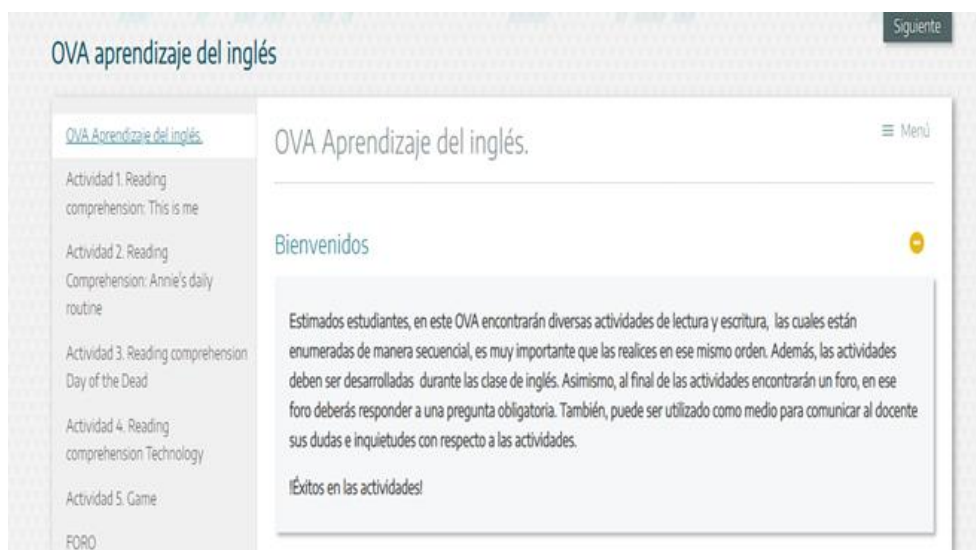 Siguiente
OVA aprendizaje del inglés
OVA Aprendizaje del inglés.
Actividad 1. Reading
comprehension: This is me
Actividad 2. Reading
Comprehension: Annie's daily
routine
Actividad 3. Reading comprehension
Day of the Dead
Actividad 4. Reading
comprehension Technology
Actividad 5. Game
FORO
OVA Aprendizaje del inglés.
Menú
Bienvenidos
Estimados estudiantes, en este OVA encontrarán diversas actividades de lectura y escritura, las cuales están
enumeradas de manera secuencial, es muy importante que las realices en ese mismo orden. Además, las actividades
deben ser desarrolladas durante las clase de inglés. Asimismo, al final de las actividades encontrarán un foro, en ese
foro deberás responder a una pregunta obligatoria. También, puede ser utilizado como medio para comunicar al docente
sus dudas e inquietudes con respecto a las actividades.
!Éxitos en las actividades!